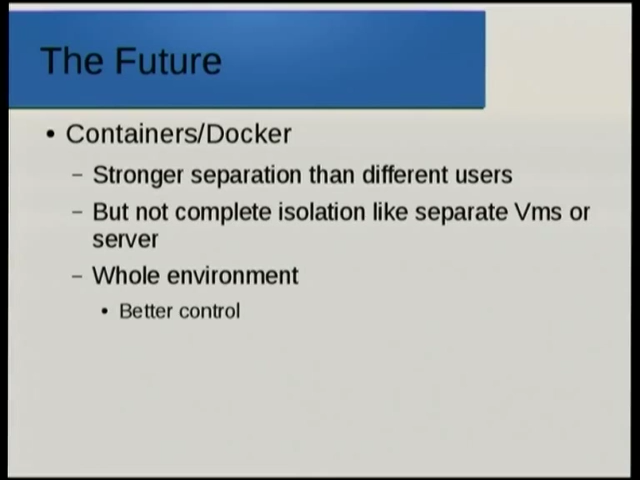 The Future
• Containers/Docker
– Stronger separation than different users
– But not complete isolation like separate Vms or
server
– Whole environment
• Better control